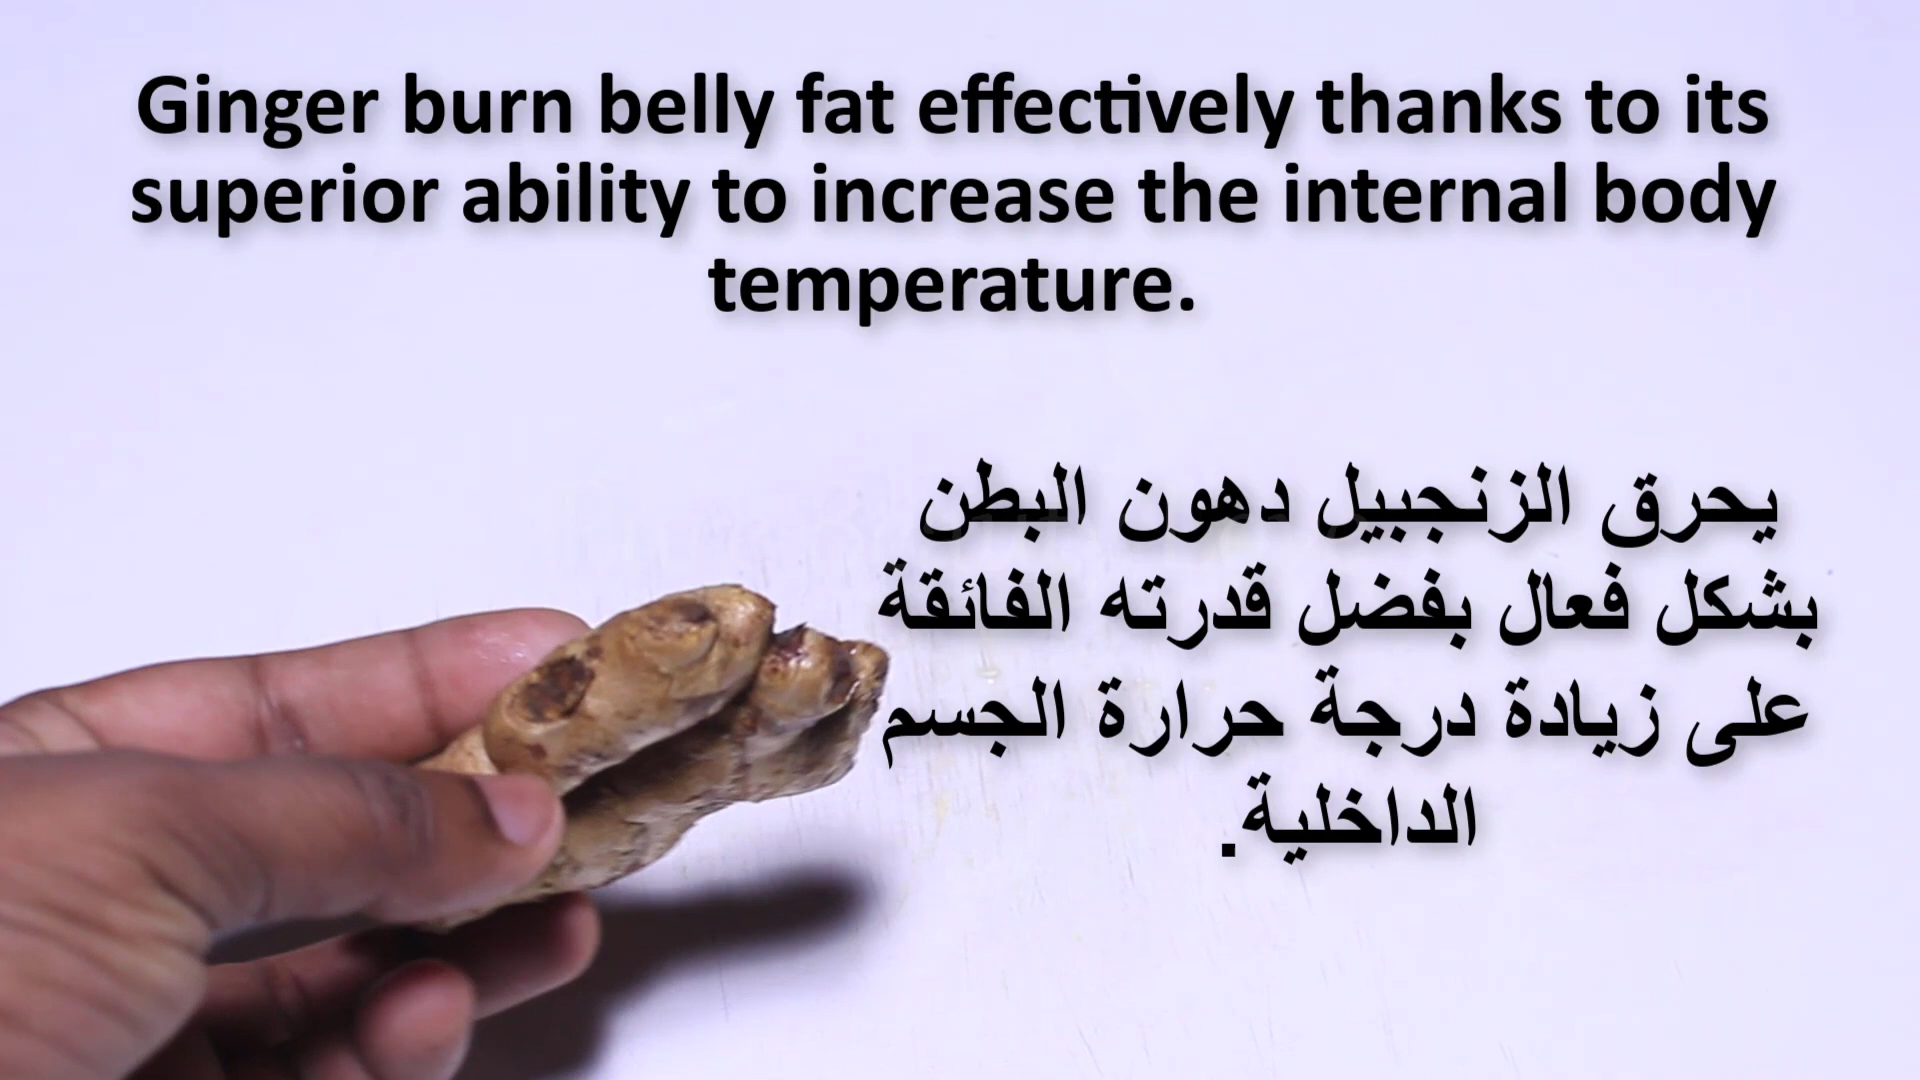 Ginger burn belly fat effectively thanks to its
superior ability to increase the internal body
temperature.
يحرق الزنجبيل دهون البطن
بشكل فعال بفضل قدرته الفائقة
على زيادة درجة حرارة الجسم
الداخلية.